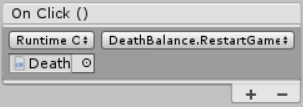 On Click ()
Runtime C DeathBalance.RestartGame
Death
+ −